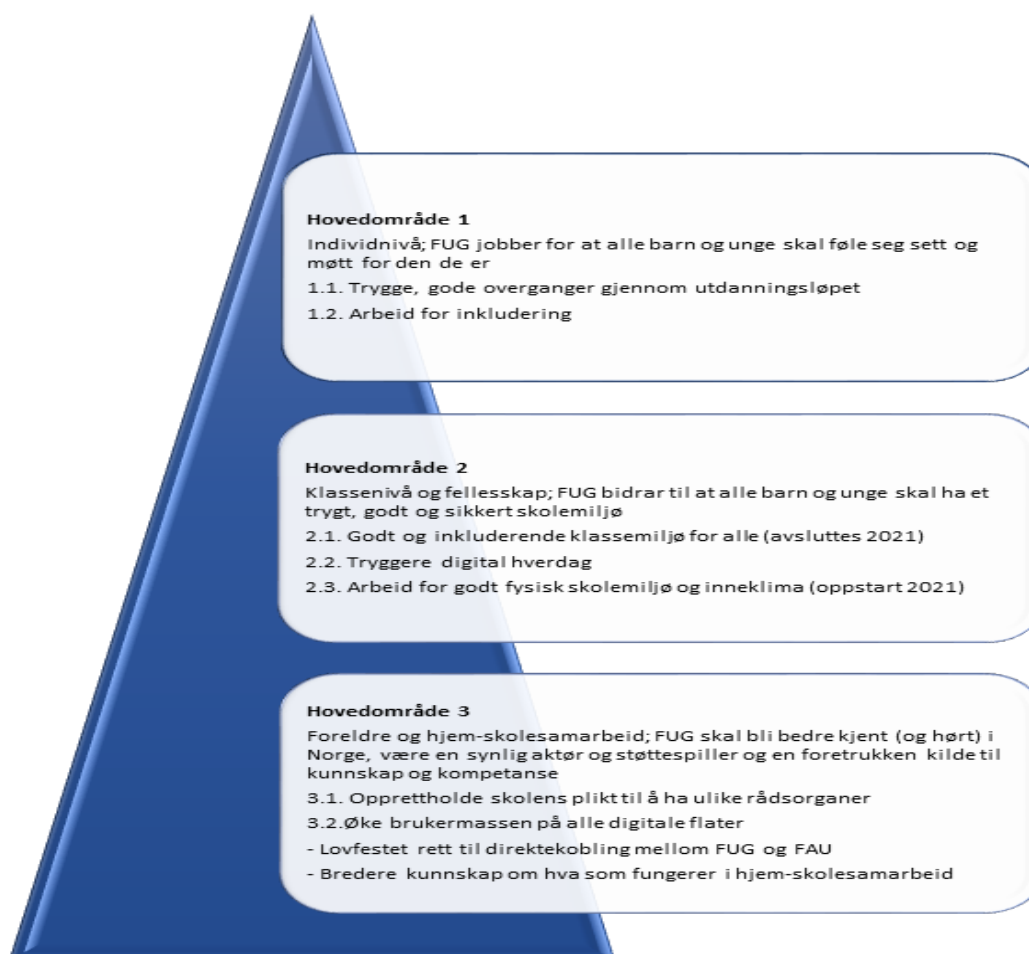 Hovedområde 1
Individnivå; FUG jobber for at alle barn og unge skal føle seg sett og
møtt for den de er
1.1. Trygge, gode overganger gjennom utdanningsløpet
1.2. Arbeid for inkludering
Hovedområde 2
Klassenivå og fellesskap; FUG bidrar til at alle barn og unge skal ha et
trygt, godt og sikkert skolemiljø
2.1. Godt og inkluderende klassemiljø for alle (avsluttes 2021)
2.2. Tryggere digital hverdag
2.3. Arbeid for godt fysisk skolemiljø og inneklima (oppstart 2021)
Hovedområde 3
Foreldre og hjem-skolesamarbeid; FUG skal bli bedre kjent (og hørt) i
Norge, være en synlig aktør og støttespiller og en foretrukken kilde til
kunnskap og kompetanse
3.1. Opprettholde skolens plikt til å ha ulike rådsorganer
3.2.Øke brukermassen på alle digitale flater
- Lovfestet rett til direktekobling mellom FUG og FAU
- Bredere kunnskap om hva som fungerer i hjem-skolesamarbeid